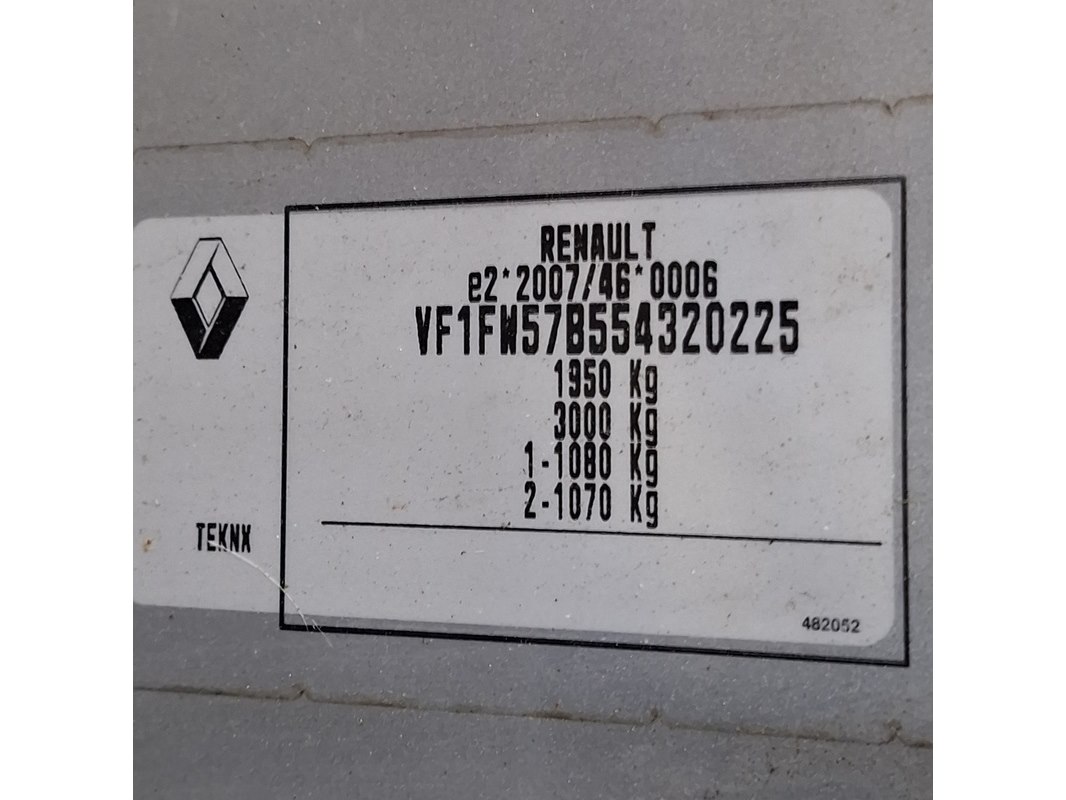 RENAULT
e2*2007/46*0006
VF1FW57B554320225
1950 Kg
3000 Kg
1-1080 Kg
2-1070 Kg
TEKNX
482052